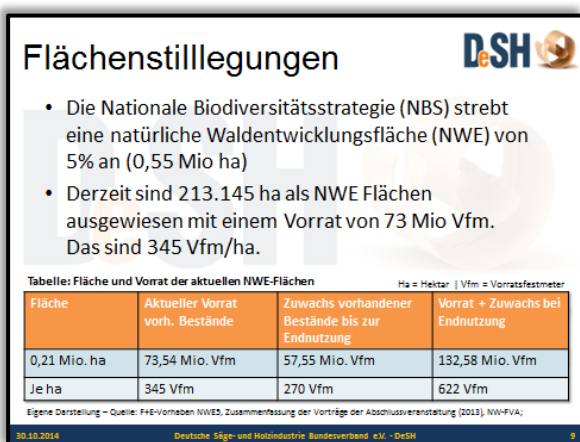 Flächenstilllegungen
DeSH
• Die Nationale Biodiversitätsstrategie (NBS) strebt
eine natürliche Waldentwicklungsfläche (NWE) von
5% an (0,55 Mio ha)
• Derzeit sind 213.145 ha als NWE Flächen
ausgewiesen mit einem Vorrat von 73 Mio Vfm.
Das sind 345 Vfm/ha.
Tabelle: Fläche und Vorrat der aktuellen NWE-Flächen
Ha = Hektar | Vfm = Vorratsfestmeter
Fläche Aktueller Vorrat Zuwachs vorhandener Vorrat + Zuwachs bei
vorh. Bestände Bestände bis zur Endnutzung
Endnutzung
0,21 Mio. ha 73,54 Mio. Vfm 57,55 Mio. Vfm 132,58 Mio. Vfm
Je ha 345 Vfm 270 Vfm 622 Vfm
Eigene Darstellung – Quelle: F+E-Vorhaben NWE5, Zusammenfassung der Vorträge der Abschlussveranstaltung (2013), NW-FVA;
30.10.2014 Deutsche Säge- und Holzindustrie Bundesverband e.V. - DeSH 9